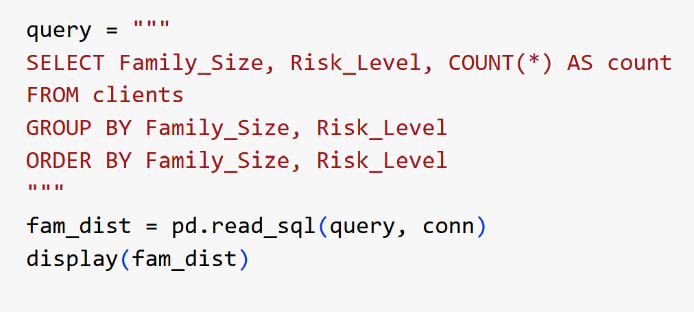 query = """
SELECT Family_Size, Risk_Level, COUNT(*) AS count
FROM clients
GROUP BY Family_Size, Risk_Level
ORDER BY Family_Size, Risk_Level
"""
fam_dist = pd.read_sql(query, conn)
display(fam_dist)